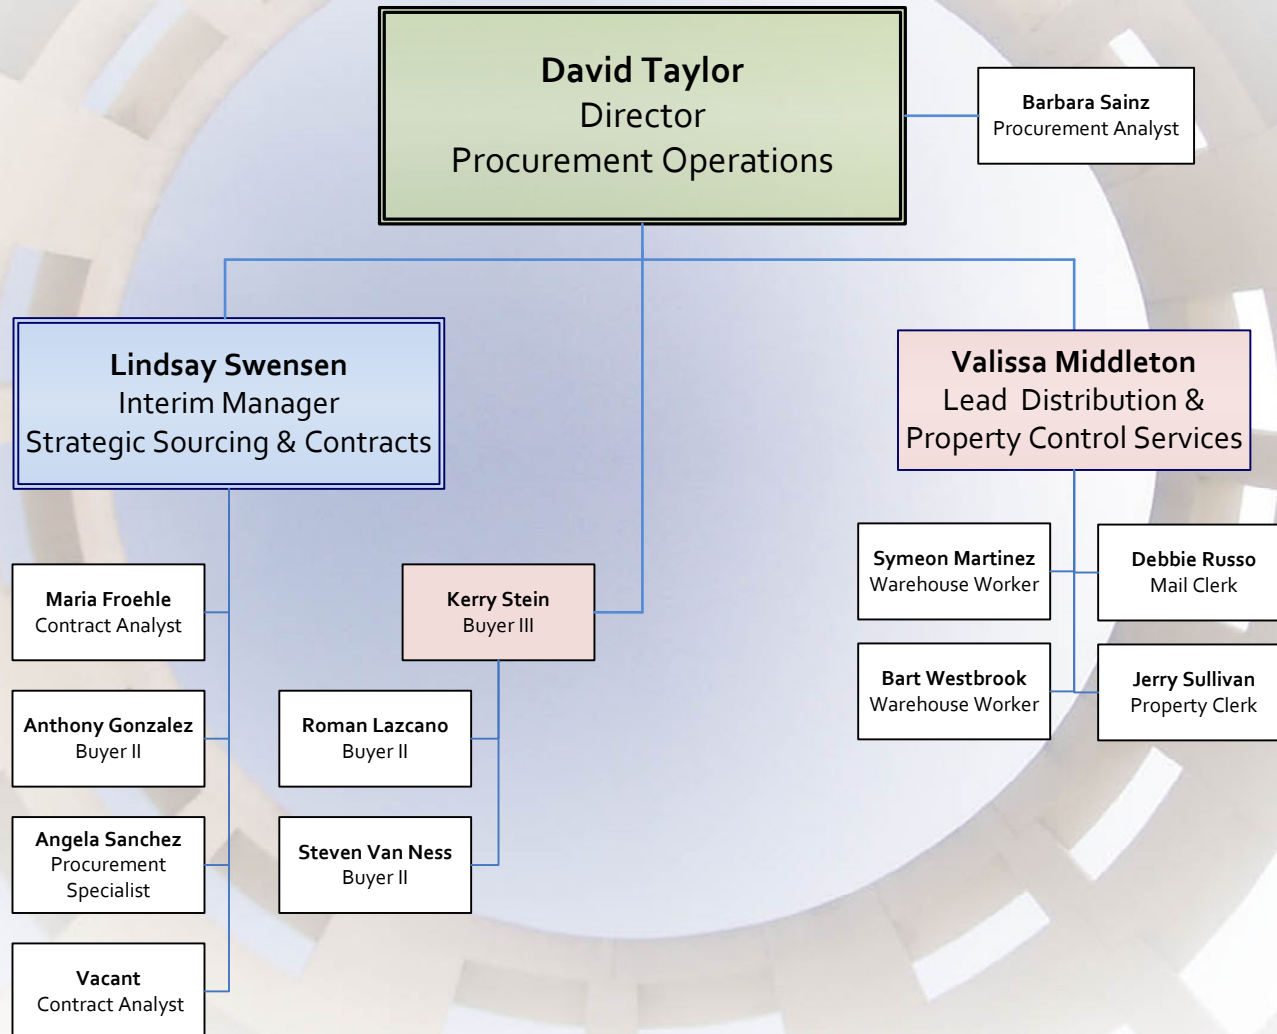 David Taylor
Director
Procurement Operations
Barbara Sainz
Procurement Analyst
Lindsay Swensen
Interim Manager
Strategic Sourcing & Contracts
Valissa Middleton
Lead  Distribution &
Property Control Services
Maria Froehle
Contract Analyst
Anthony Gonzalez
Buyer II
Angela Sanchez
Procurement
Specialist
Vacant
Contract Analyst
Kerry Stein
Buyer III
Roman Lazcano
Buyer II
Steven Van Ness
Buyer II
Symeon Martinez
Warehouse Worker
Debbie Russo
Mail Clerk
Bart Westbrook
Warehouse Worker
Jerry Sullivan
Property Clerk